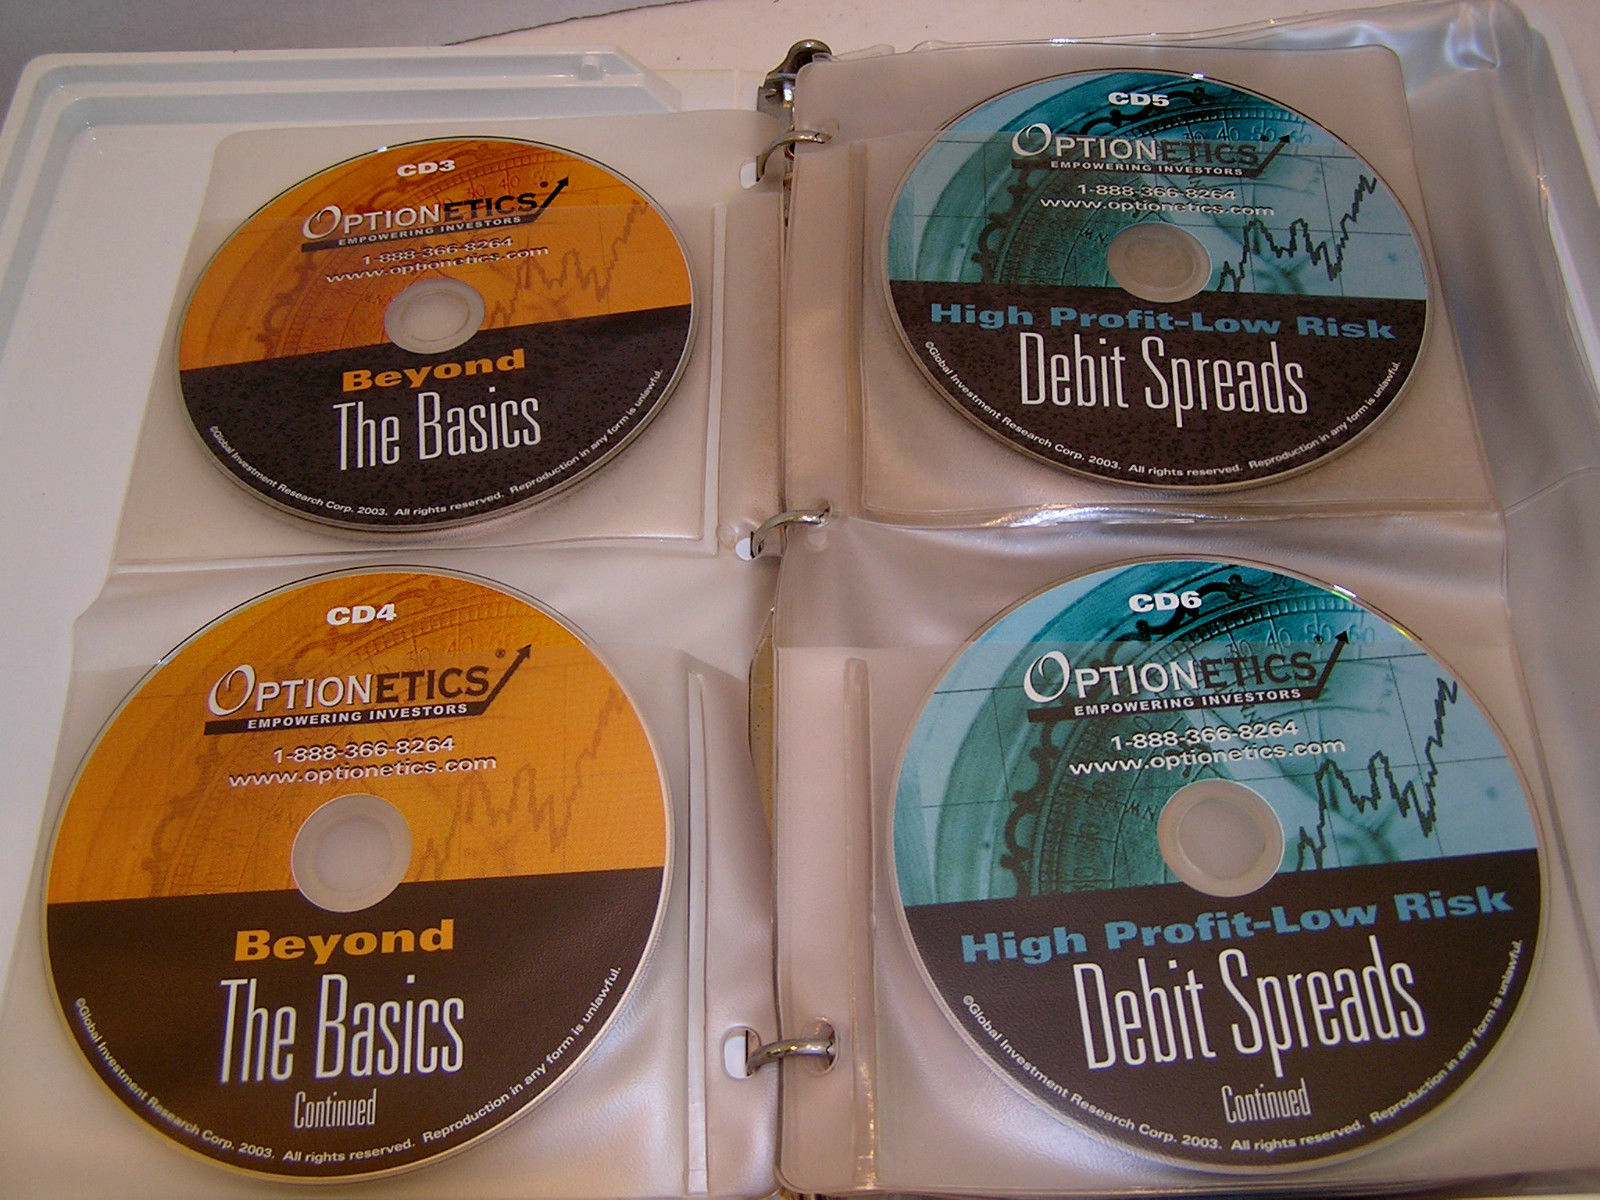 CD3
OPTIONETICS
EMPOWERING INVESTORS
1-888-366-8264
www.optionetics.com
Beyond
The Basics
©Global Investment Research Corp. 2003. All rights reserved. Reproduction in any form is unlawful.
CD4
OPTIONETICS®
EMPOWERING INVESTORS
1-888-366-8264
www.optionetics.com
Beyond
The Basics
Continued
©Global Investment Research Corp. 2003. All rights reserved. Reproduction in any form is unlawful.
CD5
OPTIONETICS
EMPOWERING INVESTORS
1-888-366-8264
www.optionetics.com
High Profit-Low Risk
Debit Spreads
©Global Investment Research Corp. 2003. All rights reserved. Reproduction in any form is unlawful.
CD6
OPTIONETICS
EMPOWERING INVESTORS
1-888-366-8264
www.optionetics.com
High Profit-Low Risk
Debit Spreads
Continued
©Global Investment Research Corp. 2003. All rights reserved. Reproduction in any form is unlawful.